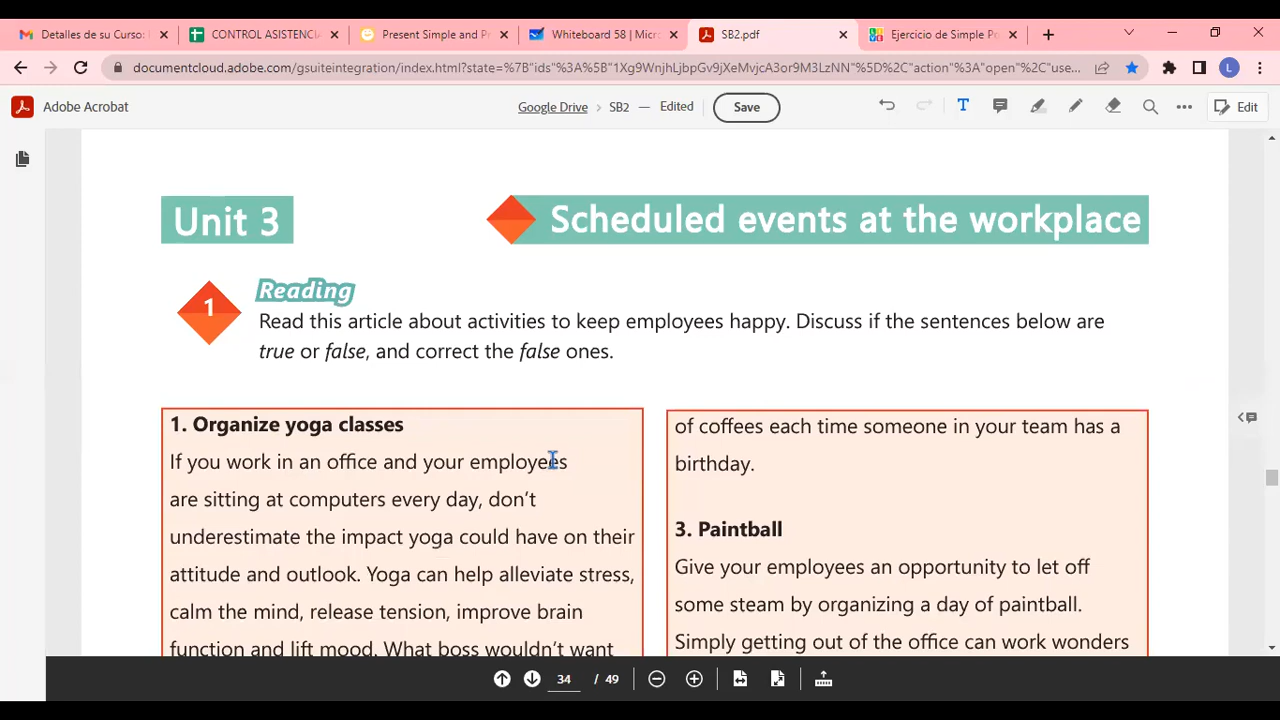 Detalles de su Curso:
CONTROL ASISTENCIA
Present Simple and Pr
Whiteboard 58 | Micr
SB2.pdf
Ejercicio de Simple P
documentcloud.adobe.com/gsuiteintegration/index.html?state=%7B"ids"%3A%5B"1Xg9WnjhLjbpGv9jXeMvjcA3or9M3LzNN"%5D%2C"action"%3A"open"%2C"use...
L
Adobe Acrobat
Google Drive > SB2 — Edited
Save
T
Edit
Unit 3
Scheduled events at the workplace
1
Reading
Read this article about activities to keep employees happy. Discuss if the sentences below are
true or false, and correct the false ones.
1. Organize yoga classes
If you work in an office and your employees
are sitting at computers every day, don't
underestimate the impact yoga could have on their
attitude and outlook. Yoga can help alleviate stress,
calm the mind, release tension, improve brain
function and lift mood. What boss wouldn't want
of coffees each time someone in your team has a
birthday.
3. Paintball
Give your employees an opportunity to let off
some steam by organizing a day of paintball.
Simply getting out of the office can work wonders
34 / 49